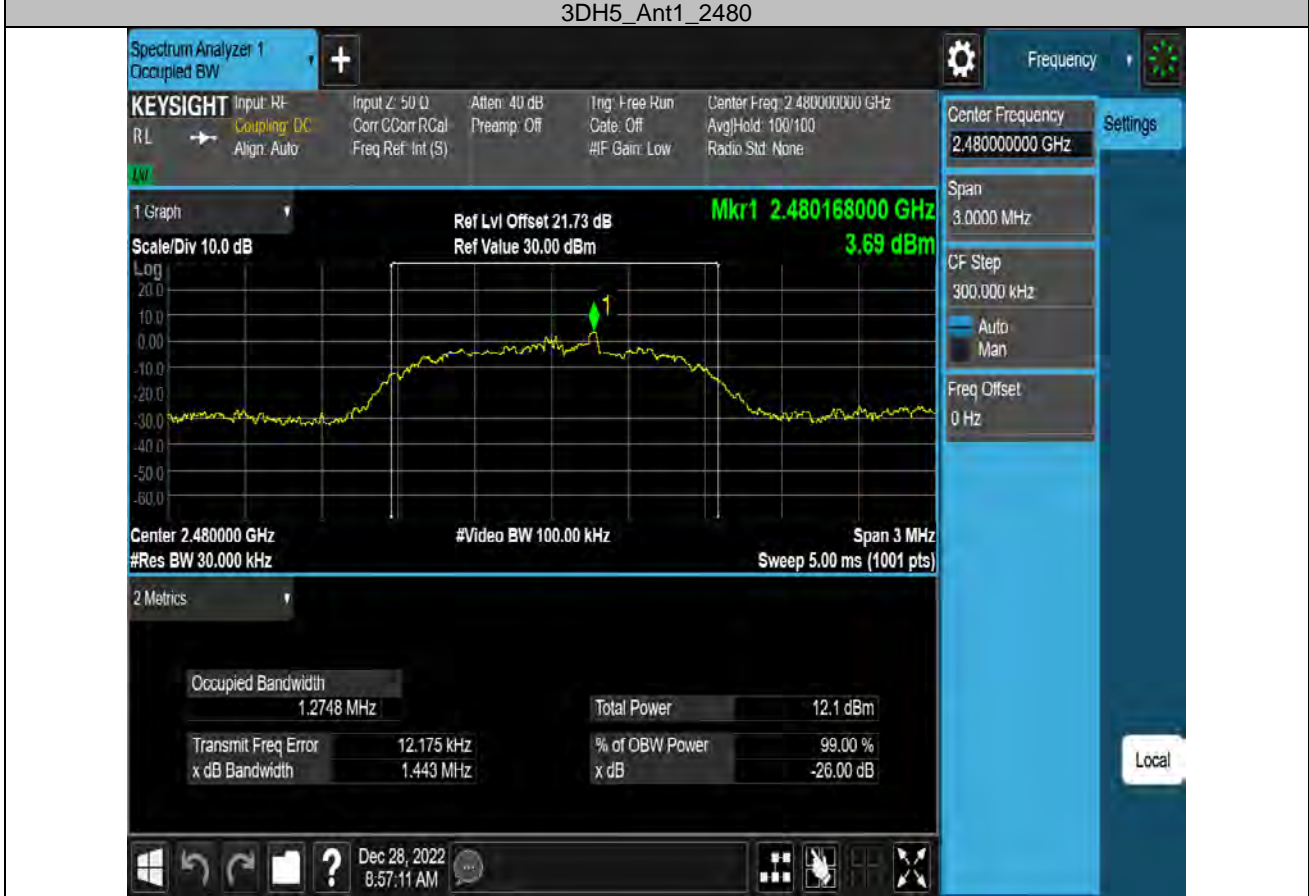 3DH5_Ant1_2480
Spectrum Analyzer 1
Occupied BW
+
Frequency
KEYSIGHT
RL
Input: RF
Coupling: DC
Align: Auto
Input Z: 50 Ω
Corr CCorr RCal
Freq Ref: Int (S)
Atten: 40 dB
Preamp: Off
Trig: Free Run
Gate: Off
#IF Gain: Low
Center Freq: 2.480000000 GHz
Avg|Hold: 100/100
Radio Std: None
Center Frequency
2.480000000 GHz
Settings
Span
3.0000 MHz
CF Step
300.000 kHz
Auto
Man
Freq Offset
0 Hz
Local
1 Graph
Scale/Div 10.0 dB
Ref Lvl Offset 21.73 dB
Ref Value 30.00 dBm
Mkr1 2.480168000 GHz
3.69 dBm
Log
20.0
10.0
0.00
-10.0
-20.0
-30.0
-40.0
-50.0
-60.0
1
Center 2.480000 GHz
#Res BW 30.000 kHz
#Video BW 100.00 kHz
Span 3 MHz
Sweep 5.00 ms (1001 pts)
2 Metrics
Occupied Bandwidth
1.2748 MHz
Transmit Freq Error 12.175 kHz
x dB Bandwidth 1.443 MHz
Total Power 12.1 dBm
% of OBW Power 99.00 %
x dB -26.00 dB
?
Dec 28, 2022
8:57:11 AM